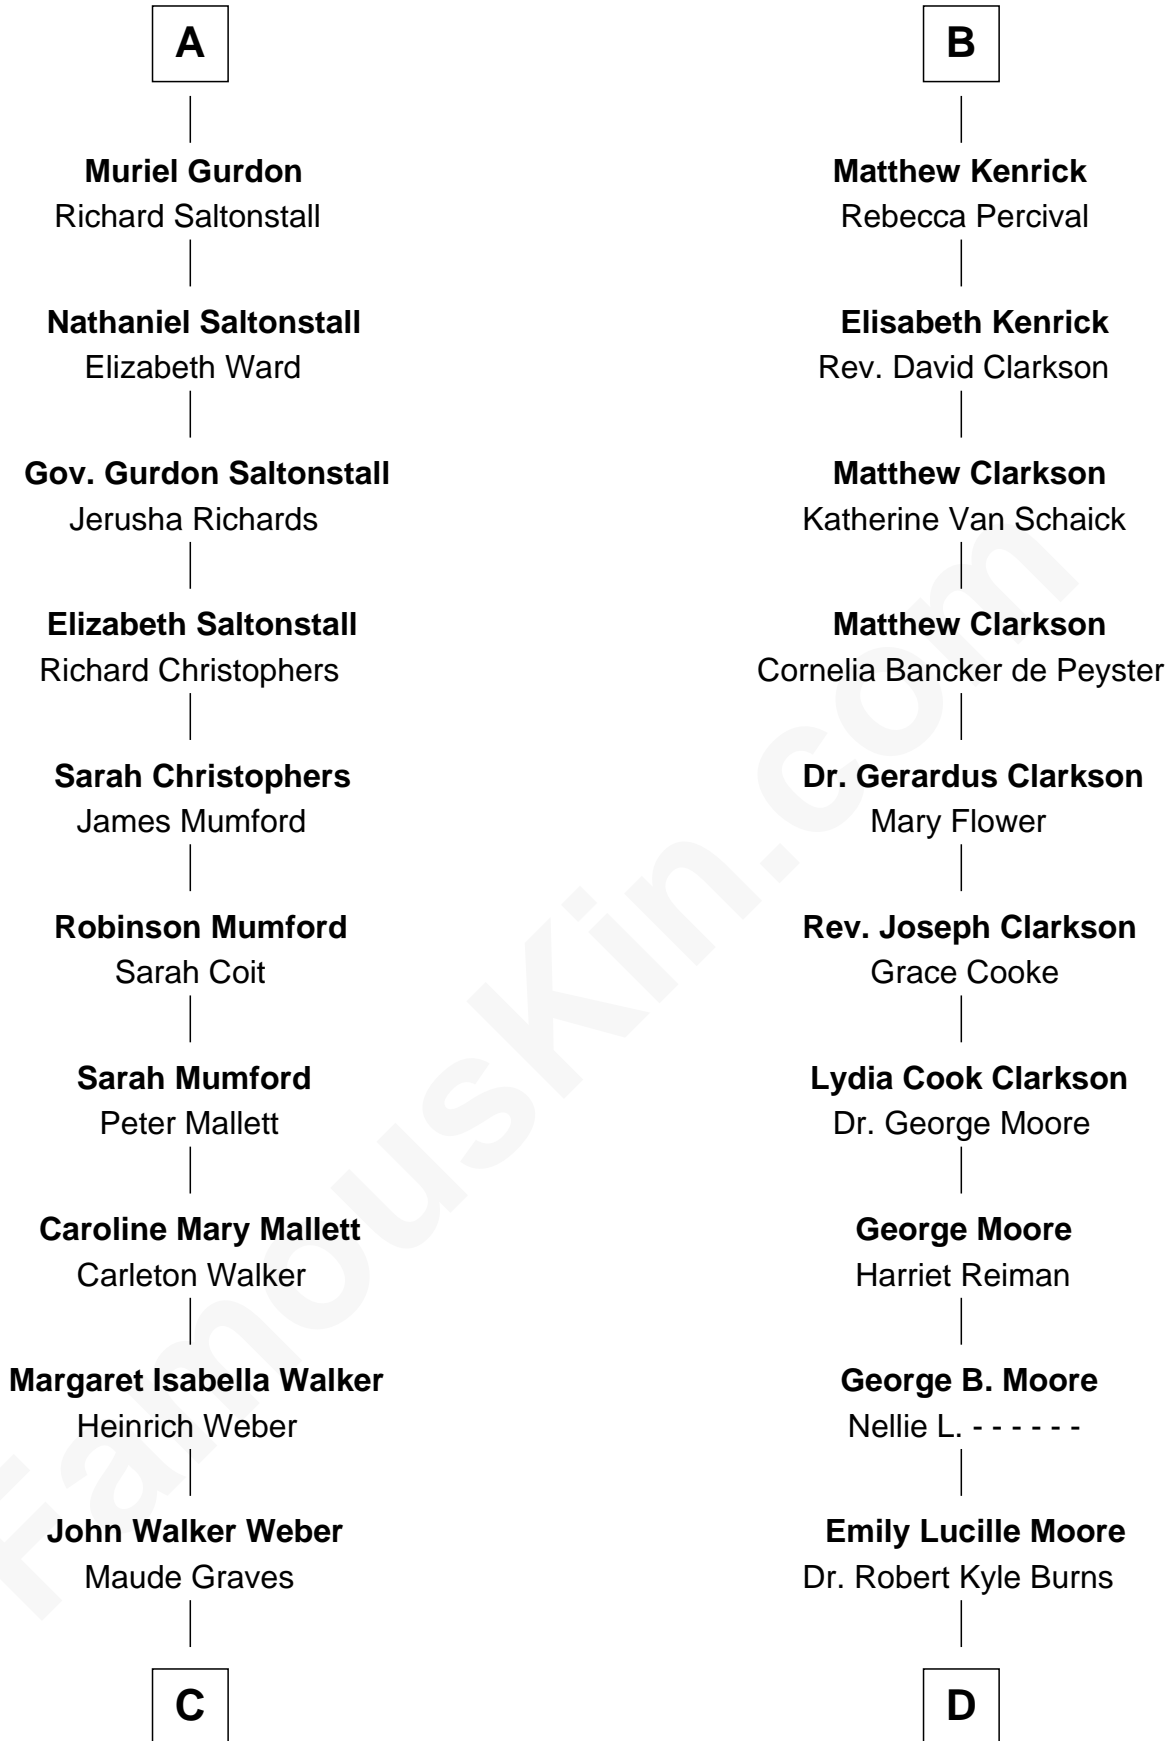 A
Muriel Gurdon
Richard Saltonstall
Nathaniel Saltonstall
Elizabeth Ward
Gov. Gurdon Saltonstall
Jerusha Richards
Elizabeth Saltonstall
Richard Christophers
Sarah Christophers
James Mumford
Robinson Mumford
Sarah Coit
Sarah Mumford
Peter Mallett
Caroline Mary Mallett
Carleton Walker
Margaret Isabella Walker
Heinrich Weber
John Walker Weber
Maude Graves
C
B
Matthew Kenrick
Rebecca Percival
Elisabeth Kenrick
Rev. David Clarkson
Matthew Clarkson
Katherine Van Schaick
Matthew Clarkson
Cornelia Bancker de Peyster
Dr. Gerardus Clarkson
Mary Flower
Rev. Joseph Clarkson
Grace Cooke
Lydia Cook Clarkson
Dr. George Moore
George Moore
Harriet Reiman
George B. Moore
Nellie L. - - - - - -
Emily Lucille Moore
Dr. Robert Kyle Burns
D
FamousKin.com